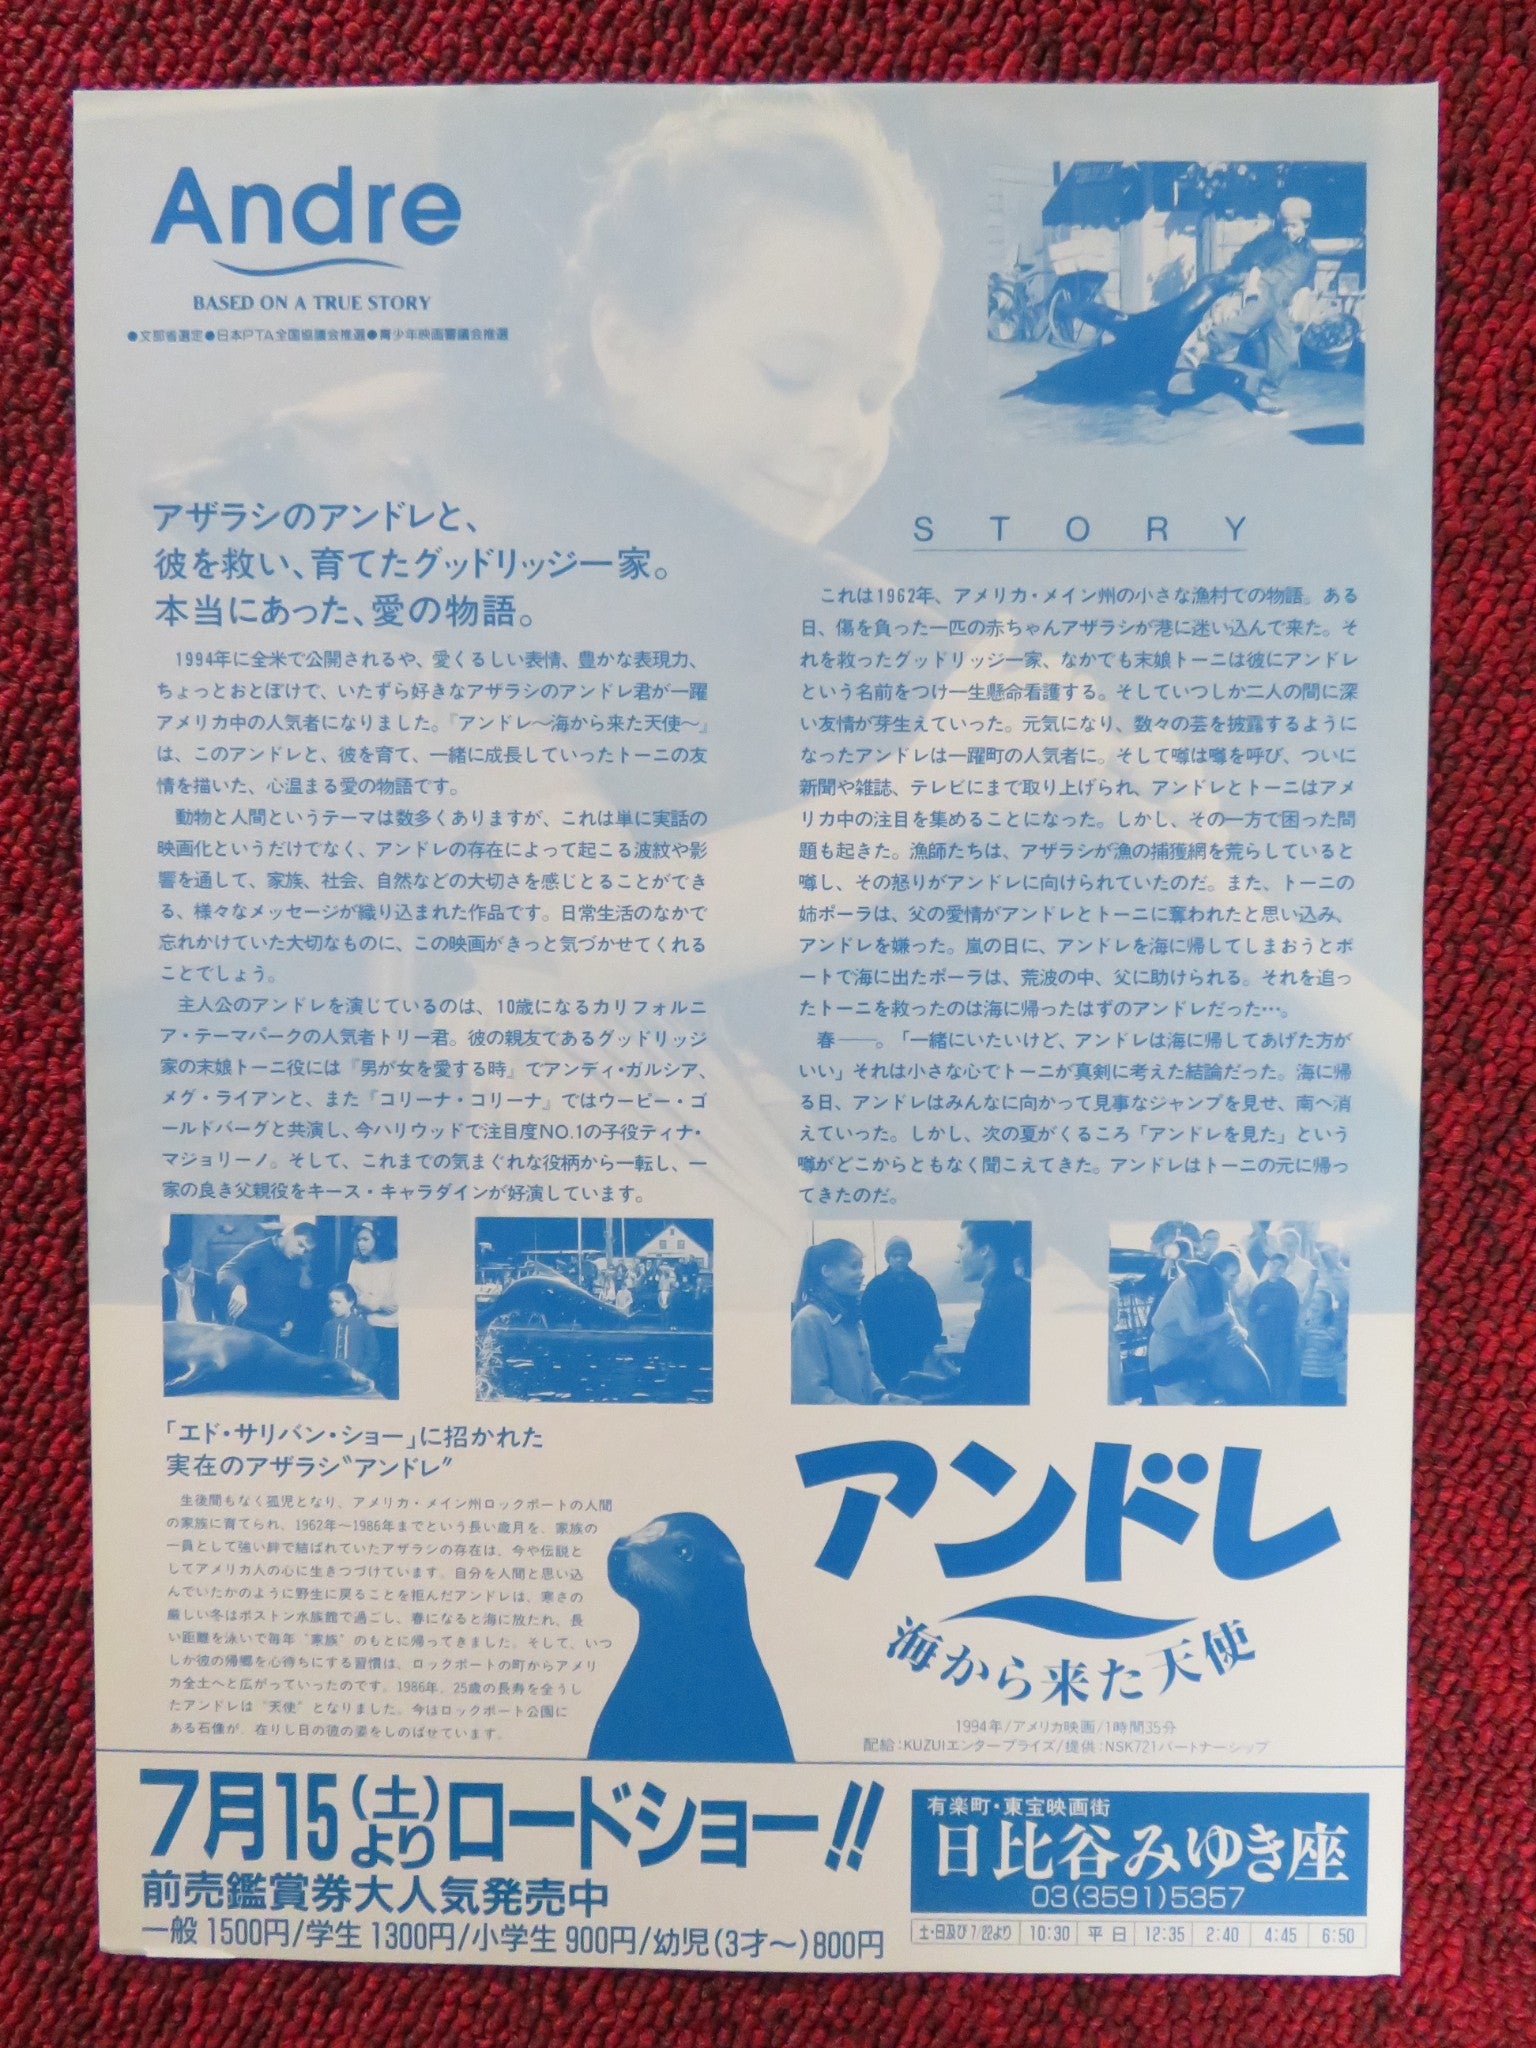 Andre
BASED ON A TRUE STORY
●文部省選定●日本PTA全国協議会推選●青少年映画審議会推選
アザラシのアンドレと、
彼を救い、育てたグッドリッジ一家。
本当にあった、愛の物語。
1994年に全米で公開されるや、愛くるしい表情、豊かな表現力、
ちょっとおとぼけで、いたずら好きなアザラシのアンドレ君が一躍
アメリカ中の人気者になりました。『アンドレ～海から来た天使～』
は、このアンドレと、彼を育て、一緒に成長していったトーニの友
情を描いた、心温まる愛の物語です。
動物と人間というテーマは数多くありますが、これは単に実話の
映画化というだけでなく、アンドレの存在によって起こる波紋や影
響を通して、家族、社会、自然などの大切さを感じとることができ
る、様々なメッセージが織り込まれた作品です。日常生活のなかで
忘れかけていた大切なものに、この映画がきっと気づかせてくれる
ことでしょう。
主人公のアンドレを演じているのは、10歳になるカリフォルニ
ア・テーマパークの人気者トリー君。彼の親友であるグッドリッジ
家の末娘トーニ役には『男が女を愛する時』でアンディ・ガルシア、
メグ・ライアンと、また『コリーナ・コリーナ』ではウーピー・ゴ
ールドバーグと共演し、今ハリウッドで注目度NO.1の子役ティナ・
マジョリーノ。そして、これまでの気まぐれな役柄から一転し、一
家の良き父親役をキース・キャラダインが好演しています。
「エド・サリバン・ショー」に招かれた
実在のアザラシ"アンドレ"
生後間もなく孤児となり、アメリカ・メイン州ロックポートの人間
の家族に育てられ、1962年～1986年までという長い歳月を、家族の
一員として強い絆で結ばれていたアザラシの存在は、今や伝説と
してアメリカ人の心に生きつづけています。自分を人間と思い込
んでいたかのように野生に戻ることを拒んだアンドレは、寒さの
厳しい冬はボストン水族館で過ごし、春になると海に放たれ、長
い距離を泳いで毎年"家族"のもとに帰ってきました。そして、いつ
しか彼の帰郷を心待ちにする習慣は、ロックポートの町からアメリ
カ全土へと広がっていったのです。1986年、25歳の長寿を全うし
たアンドレは"天使"となりました。今はロックポート公園に
ある石像が、在りし日の彼の姿をしのばせています。
STORY
これは1962年、アメリカ・メイン州の小さな漁村での物語。ある
日、傷を負った一匹の赤ちゃんアザラシが港に迷い込んで来た。そ
れを救ったグッドリッジ一家、なかでも末娘トーニは彼にアンドレ
という名前をつけ一生懸命看護する。そしていつしか二人の間に深
い友情が芽生えていった。元気になり、数々の芸を披露するように
なったアンドレは一躍町の人気者に。そして噂は噂を呼び、ついに
新聞や雑誌、テレビにまで取り上げられ、アンドレとトーニはアメ
リカ中の注目を集めることになった。しかし、その一方で困った問
題も起きた。漁師たちは、アザラシが漁の捕獲網を荒らしていると
噂し、その怒りがアンドレに向けられていたのだ。また、トーニの
姉ポーラは、父の愛情がアンドレとトーニに奪われたと思い込み、
アンドレを嫌った。嵐の日に、アンドレを海に帰してしまおうとボ
ートで海に出たポーラは、荒波の中、父に助けられる。それを追っ
たトーニを救ったのは海に帰ったはずのアンドレだった…。
春――。「一緒にいたいけど、アンドレは海に帰してあげた方が
いい」それは小さな心でトーニが真剣に考えた結論だった。海に帰
る日、アンドレはみんなに向かって見事なジャンプを見せ、南へ消
えていった。しかし、次の夏がくるころ「アンドレを見た」という
噂がどこからともなく聞こえてきた。アンドレはトーニの元に帰っ
てきたのだ。
アンドレ
海から来た天使
1994年/アメリカ映画/1時間35分
配給：KUZUIエンタープライズ/提供：NSK721パートナーシップ
7月15(土)よりロードショー!!
前売鑑賞券大人気発売中
一般 1500円/学生 1300円/小学生 900円/幼児(3才～)800円
有楽町・東宝映画街
日比谷みゆき座
03(3591)5357
土・日及び7/22より 10:30 平日 12:35 2:40 4:45 6:50